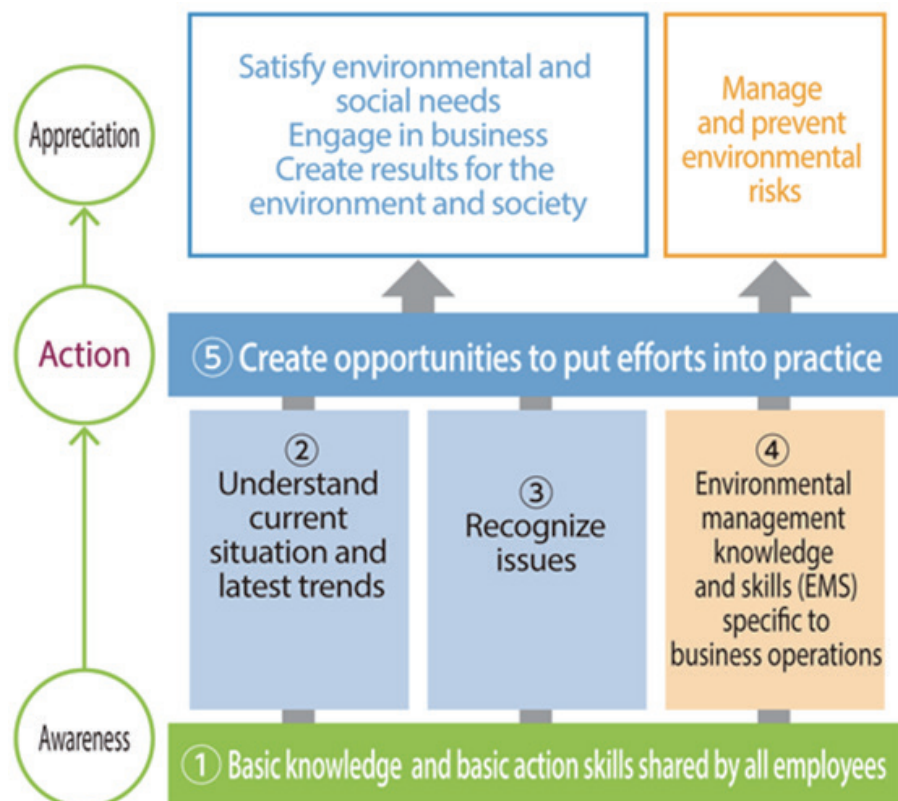 Appreciation
Satisfy environmental and
social needs
Engage in business
Create results for the
environment and society
Manage
and prevent
environmental
risks
Action
⑤ Create opportunities to put efforts into practice
②
Understand
current
situation and
latest trends
③
Recognize
issues
④
Environmental
management
knowledge
and skills (EMS)
specific to
business operations
Awareness
① Basic knowledge and basic action skills shared by all employees